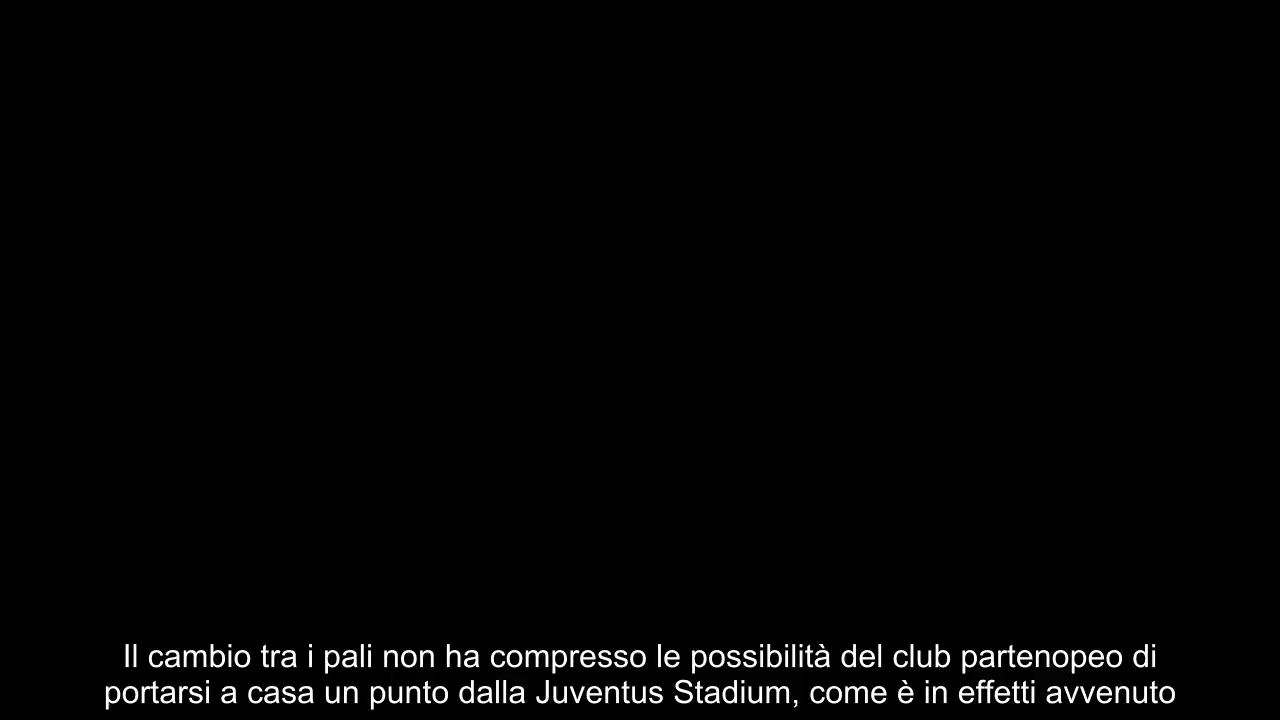 Il cambio tra i pali non ha compresso le possibilità del club partenopeo di
portarsi a casa un punto dalla Juventus Stadium, come è in effetti avvenuto